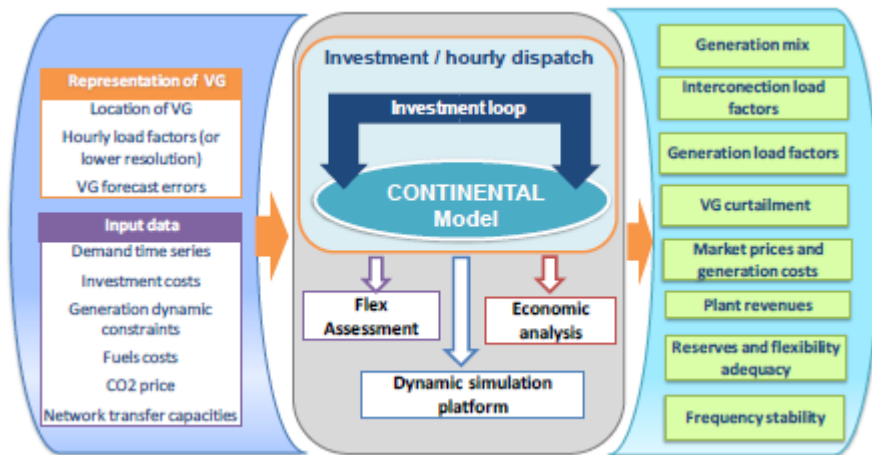 Representation of VG
Location of VG
Hourly load factors (or
lower resolution)
VG forecast errors
Input data
Demand time series
Investment costs
Generation dynamic
constraints
Fuels costs
CO2 price
Network transfer capacities
Investment / hourly dispatch
Investment loop
CONTINENTAL
Model
Flex
Assessment
Economic
analysis
Dynamic simulation
platform
Generation mix
Interconection load
factors
Generation load factors
VG curtailment
Market prices and
generation costs
Plant revenues
Reserves and flexibility
adequacy
Frequency stability